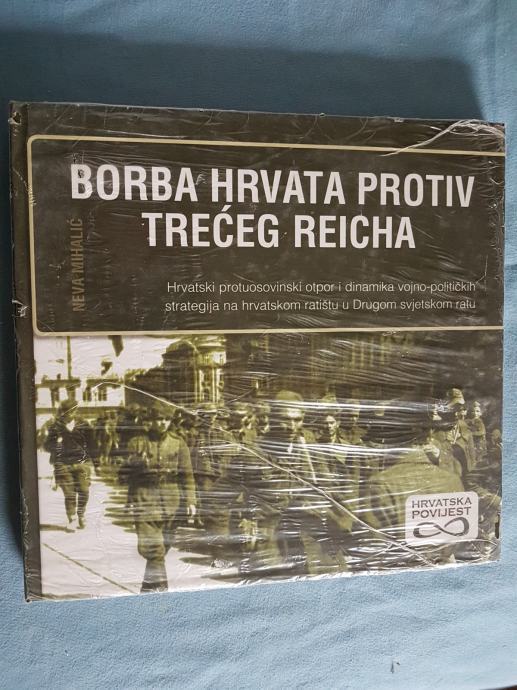 BORBA HRVATA PROTIV
TREĆEG REICHA
NEVA MIHALIĆ
Hrvatski protuosovinski otpor i dinamika vojno-političkih
strategija na hrvatskom ratištu u Drugom svjetskom ratu
HRVATSKA
POVIJEST